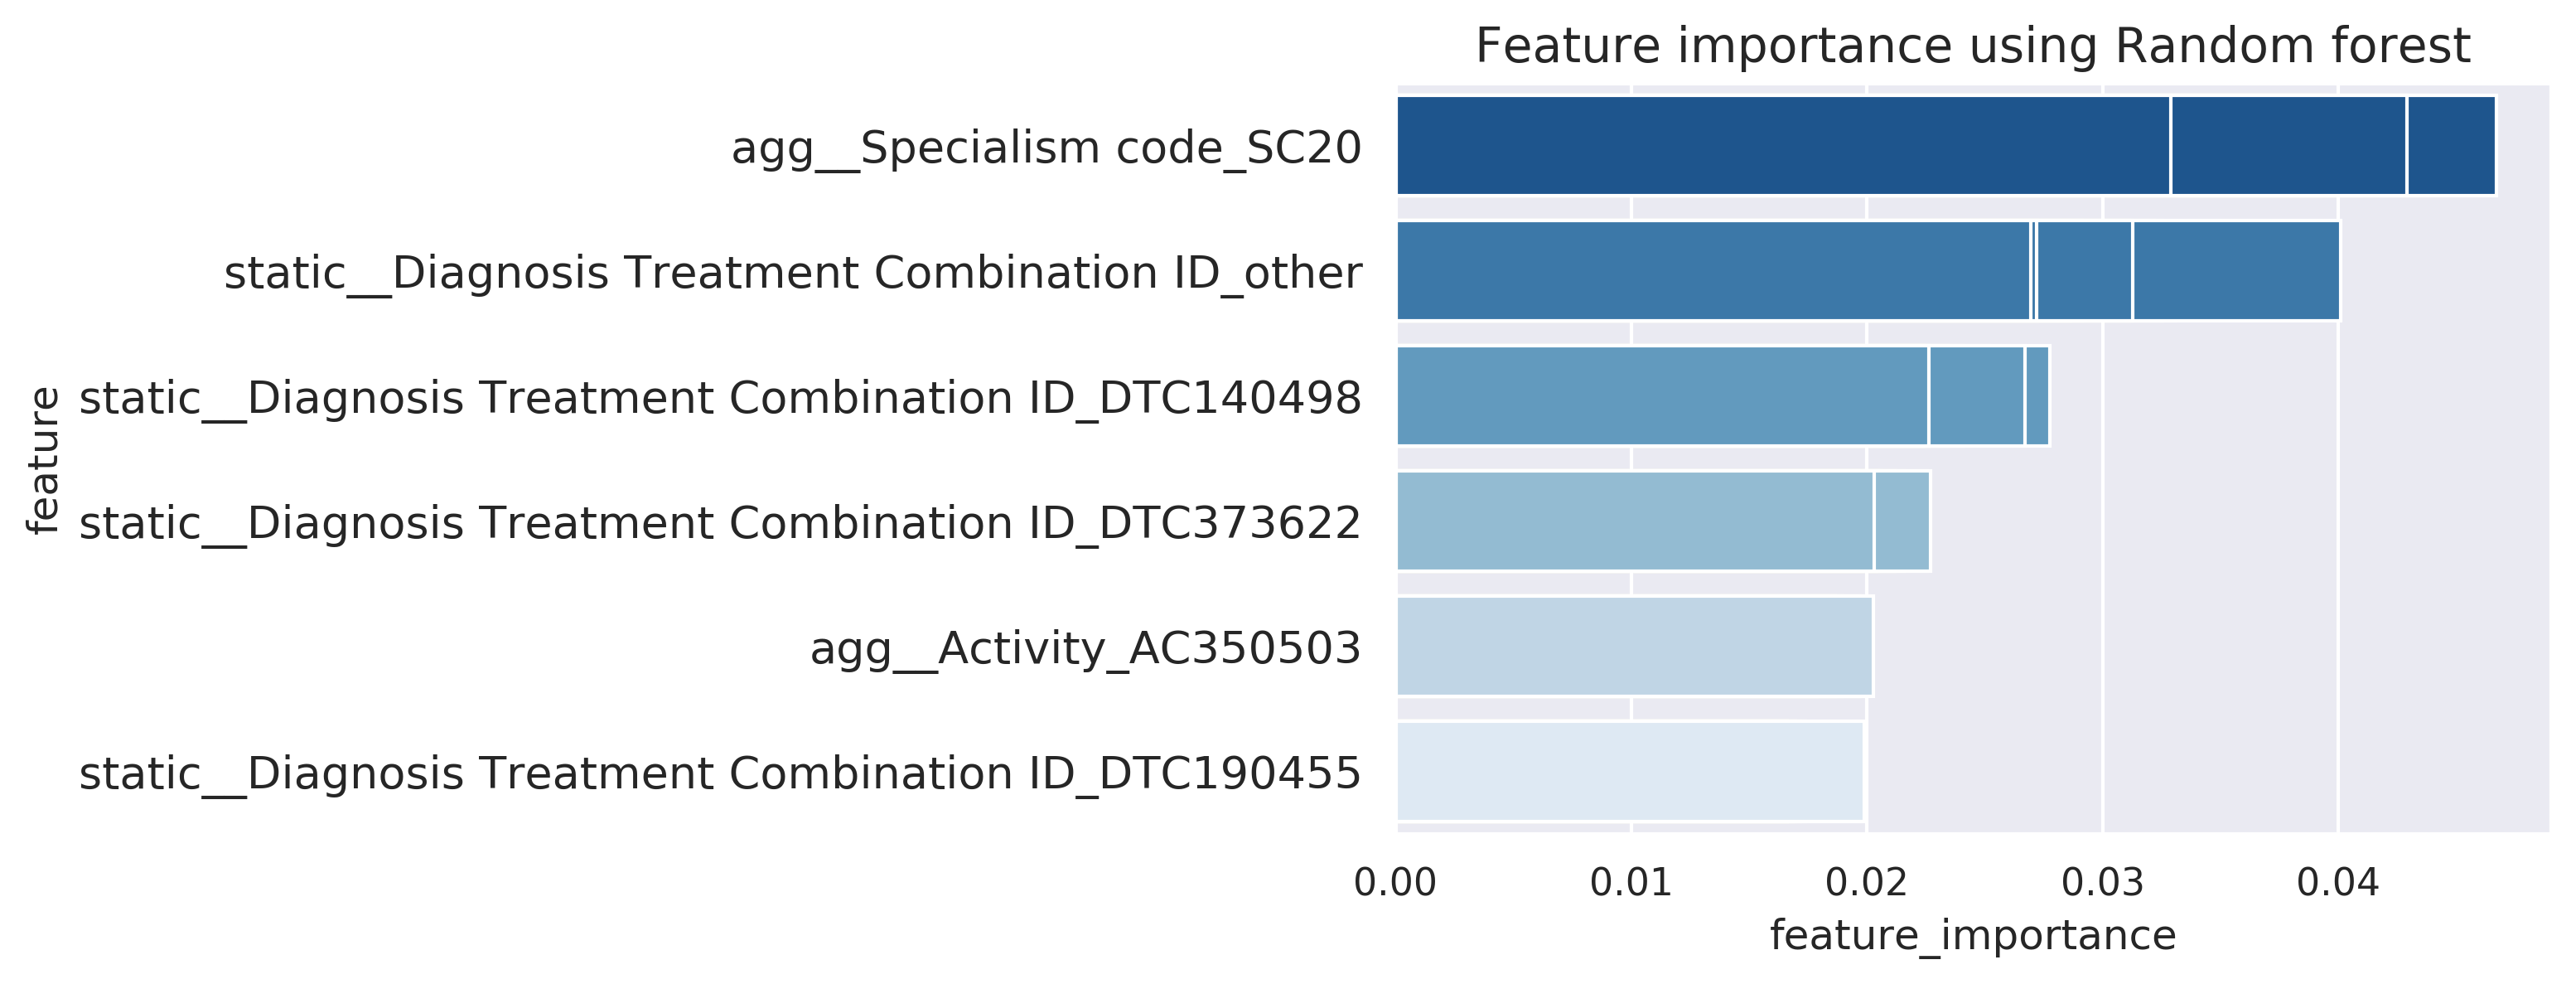 Feature importance using Random forest
agg__Specialism code_SC20
static__Diagnosis Treatment Combination ID_other
static__Diagnosis Treatment Combination ID_DTC140498
static__Diagnosis Treatment Combination ID_DTC373622
agg__Activity_AC350503
static__Diagnosis Treatment Combination ID_DTC190455
feature
0.00 0.01 0.02 0.03 0.04
feature_importance